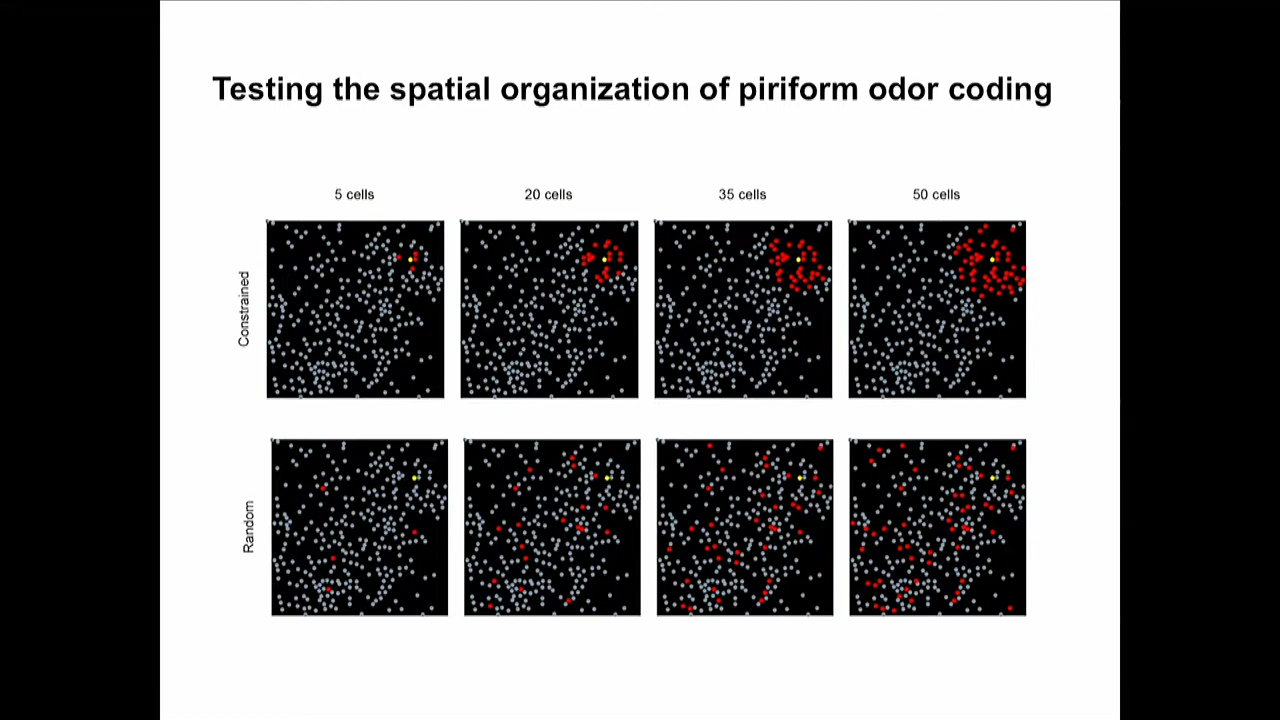 Testing the spatial organization of piriform odor coding
5 cells
20 cells
35 cells
50 cells
Constrained
Random